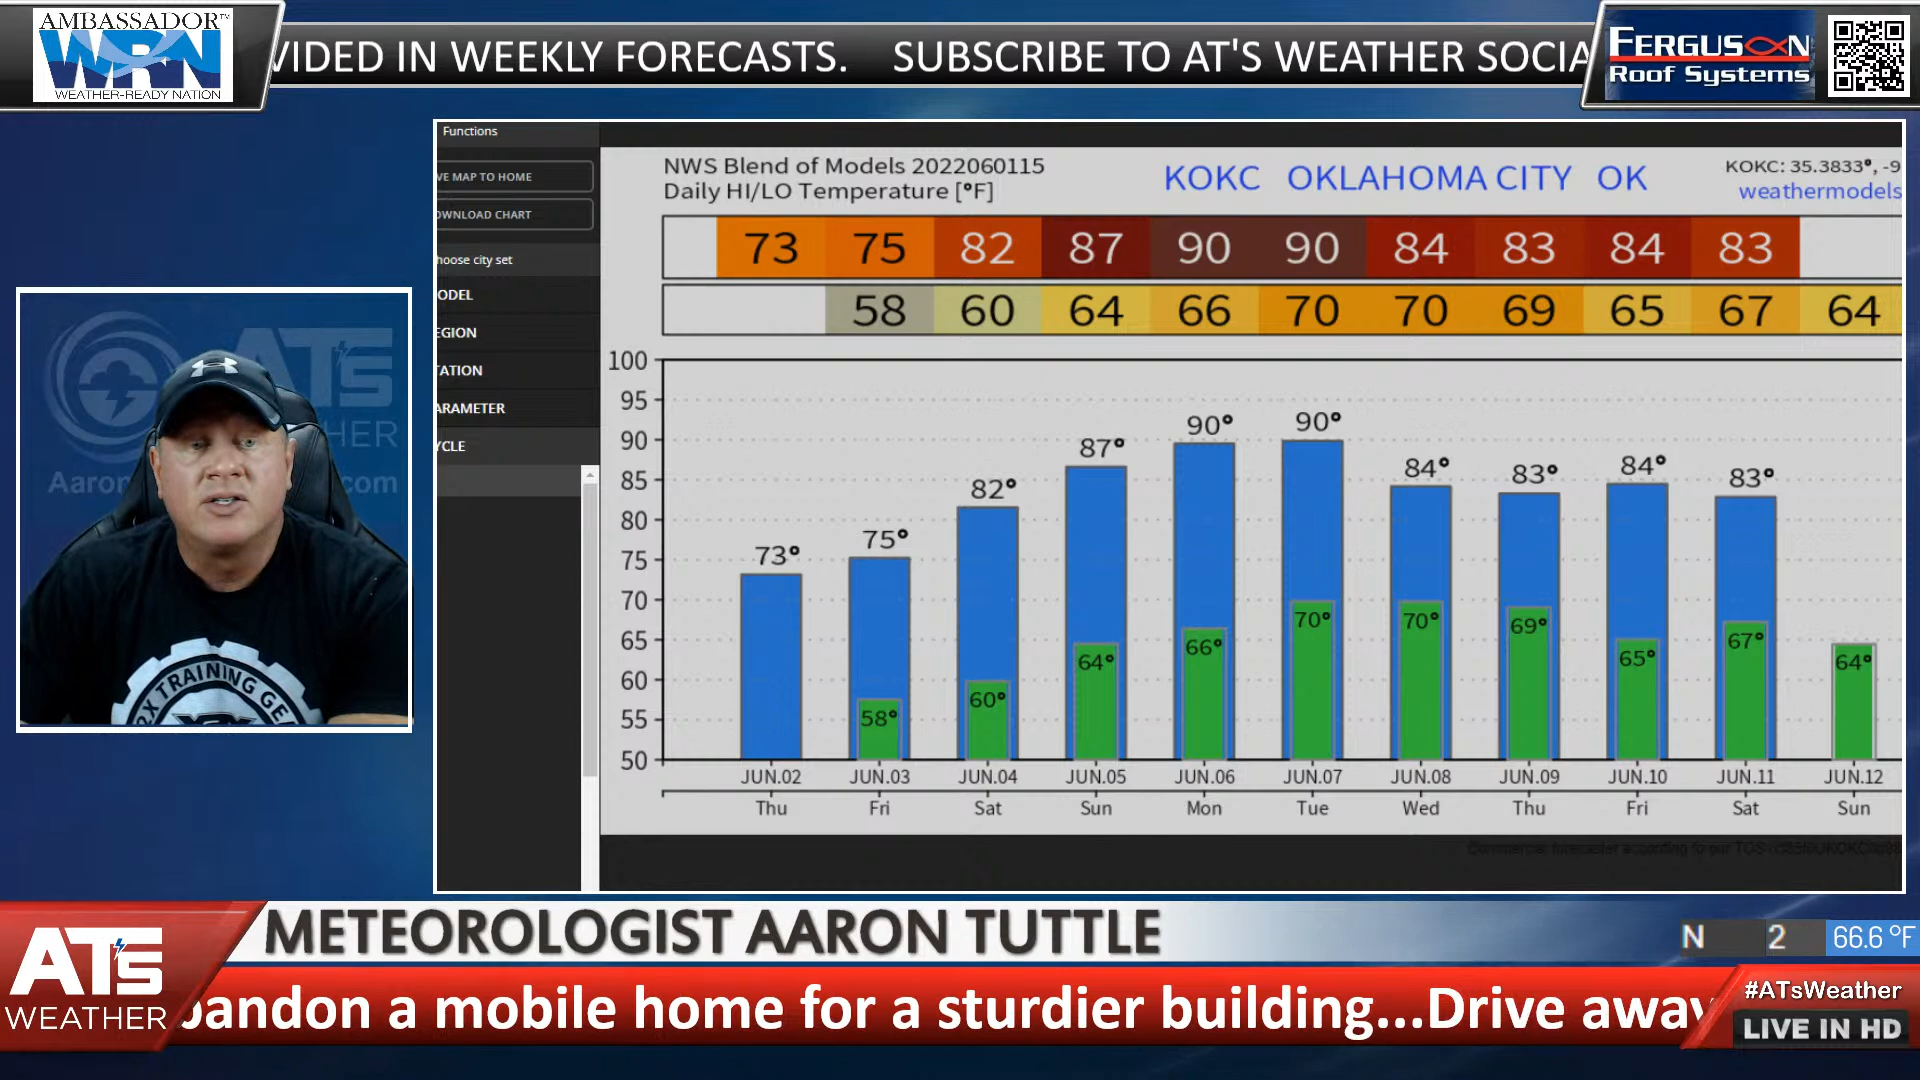 AMBASSADOR™
WRN
WEATHER-READY NATION
VIDED IN WEEKLY FORECASTS. SUBSCRIBE TO AT'S WEATHER SOCIA
FERGUSON
Roof Systems
Functions
VE MAP TO HOME
OWNLOAD CHART
hoose city set
ODEL
EGION
TATION
ARAMETER
YCLE
NWS Blend of Models 2022060115
Daily HI/LO Temperature [°F]
KOKC OKLAHOMA CITY OK
KOKC: 35.3833°, -9
weathermodels
73 75 82 87 90 90 84 83 84 83
58 60 64 66 70 70 69 65 67 64
100
95
90
85
80
75
70
65
60
55
50
73° 75° 82° 87° 90° 90° 84° 83° 84° 83°
58° 60° 64° 66° 70° 70° 69° 65° 67° 64°
JUN.02 JUN.03 JUN.04 JUN.05 JUN.06 JUN.07 JUN.08 JUN.09 JUN.10 JUN.11 JUN.12
Thu Fri Sat Sun Mon Tue Wed Thu Fri Sat Sun
ATS
HER
Aaron
com
RX TRAINING GE
METEOROLOGIST AARON TUTTLE
N 2 66.6 °F
ATS
WEATHER
bandon a mobile home for a sturdier building...Drive away
#ATsWeather
LIVE IN HD